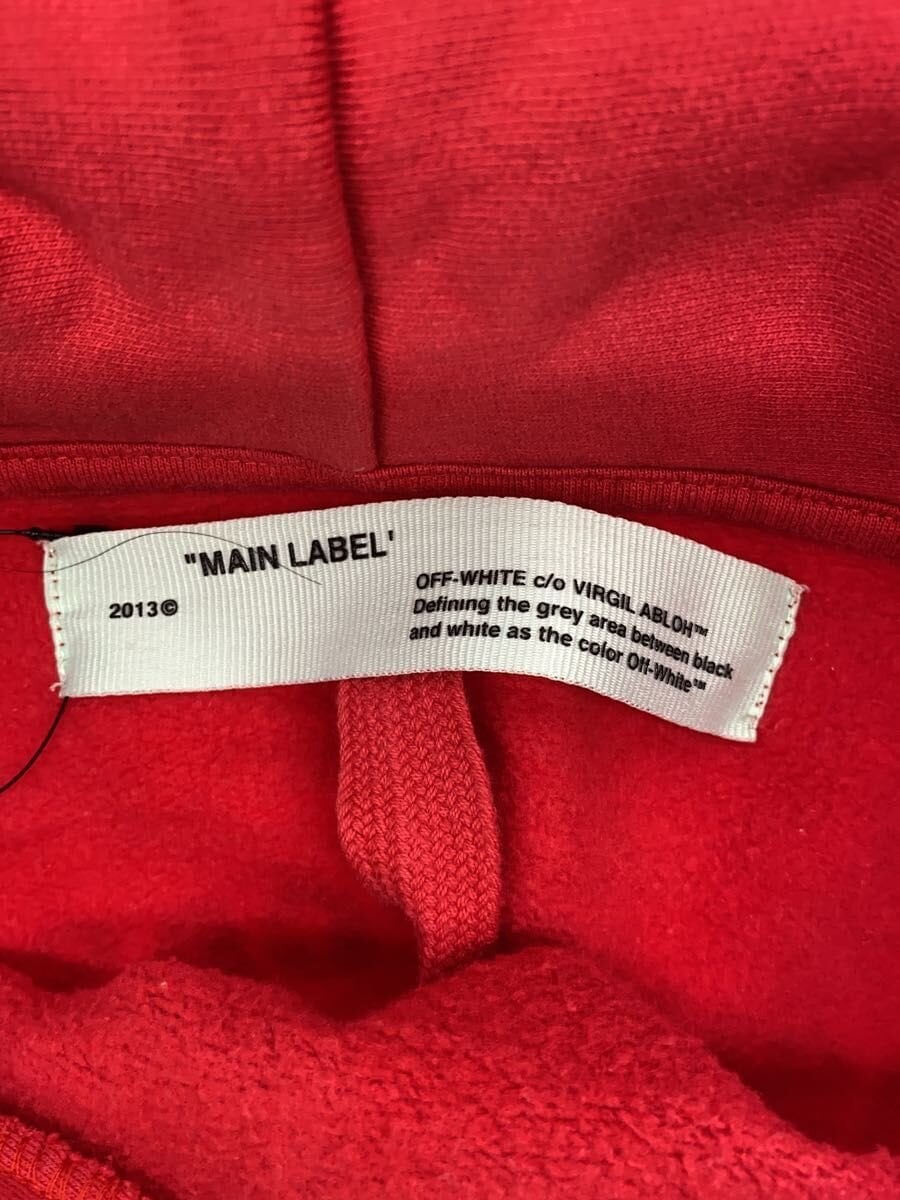 "MAIN LABEL'
2013©
OFF-WHITE c/o VIRGIL ABLOH™
Defining the grey area between black
and white as the color Off-White™